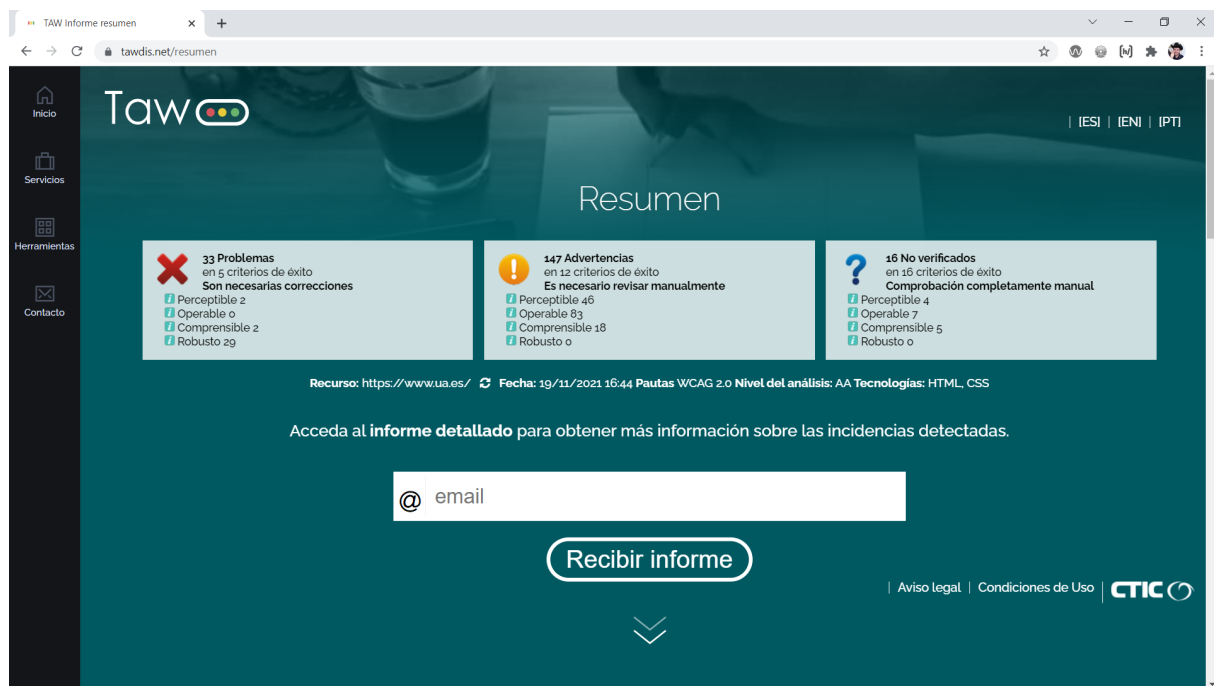 TAW Informe resumen
tawdis.net/resumen
Inicio
Servicios
Herramientas
Contacto
Taw
| [ES] | [EN] | [PT]
Resumen
33 Problemas
en 5 criterios de éxito
Son necesarias correcciones
Perceptible 2
Operable 0
Comprensible 2
Robusto 29
147 Advertencias
en 12 criterios de éxito
Es necesario revisar manualmente
Perceptible 46
Operable 83
Comprensible 18
Robusto 0
16 No verificados
en 16 criterios de éxito
Comprobación completamente manual
Perceptible 4
Operable 7
Comprensible 5
Robusto 0
Recurso: https://www.ua.es/ Fecha: 19/11/2021 16:44 Pautas WCAG 2.0 Nivel del análisis: AA Tecnologías: HTML, CSS
Acceda al informe detallado para obtener más información sobre las incidencias detectadas.
@ email
Recibir informe
| Aviso legal | Condiciones de Uso | CTIC